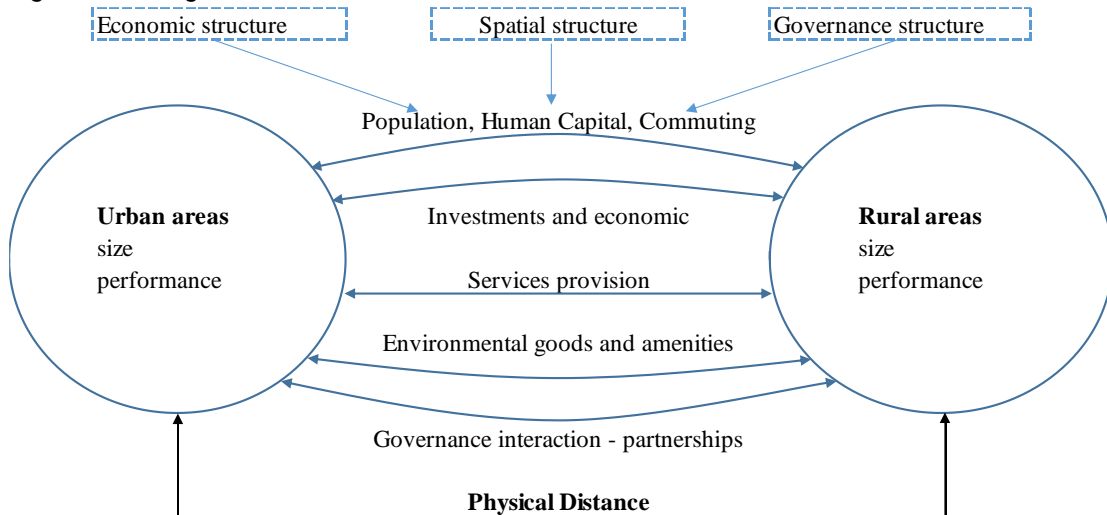 Economic structure
Spatial structure
Governance structure
Population, Human Capital, Commuting
Urban areas
size
performance
Investments and economic
Services provision
Environmental goods and amenities
Governance interaction - partnerships
Rural areas
size
performance
Physical Distance